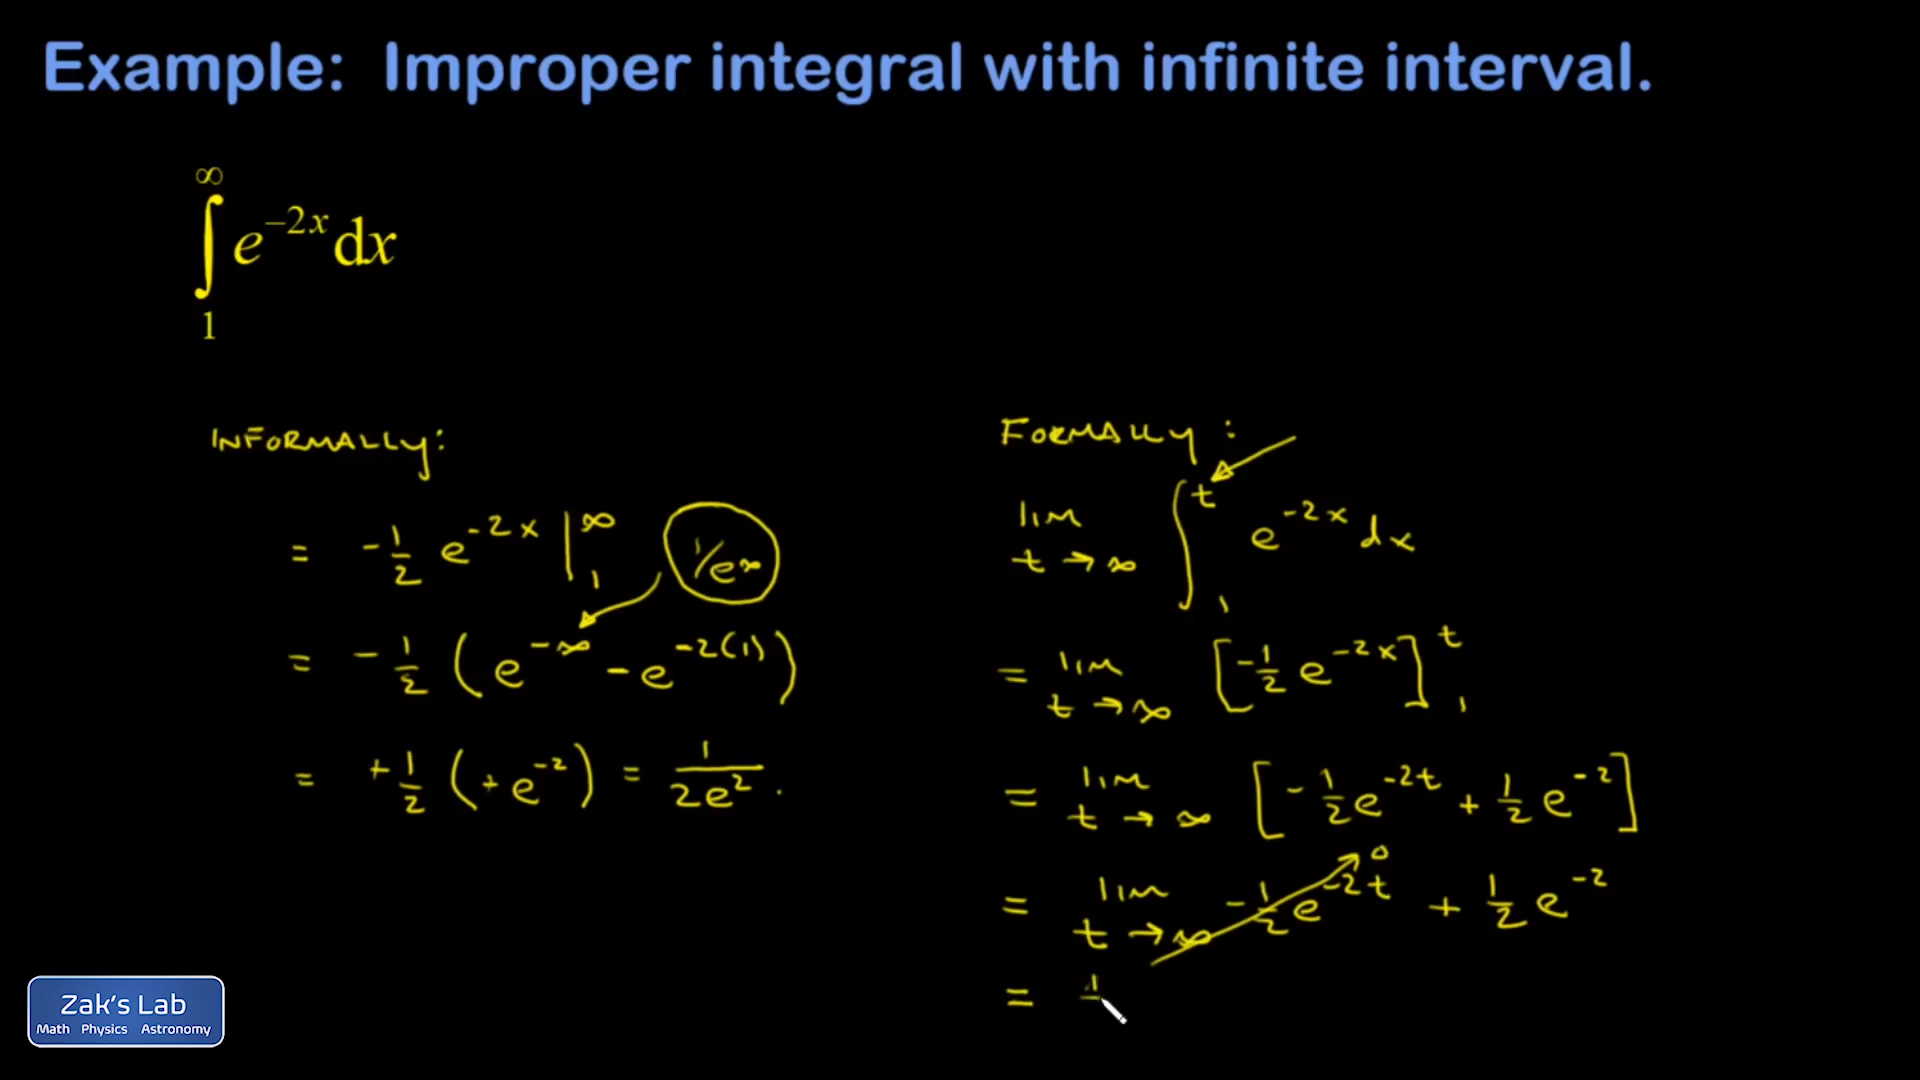 Example: Improper integral with infinite interval.
∫₁^∞ e^{-2x} dx
INFORMALLY:
= -1/2 e^{-2x} |₁^∞
1/e^∞
= -1/2 (e^{-∞} - e^{-2(1)})
= +1/2 (+e^{-2}) = 1/(2e²).
FORMALLY:
lim t→∞ ∫₁^t e^{-2x} dx
= lim t→∞ [-1/2 e^{-2x}]₁^t
= lim t→∞ [-1/2 e^{-2t} + 1/2 e^{-2}]
= lim t→∞ -1/2 e^{-2t} 0 + 1/2 e^{-2}
= 1
Zak's Lab
Math Physics Astronomy